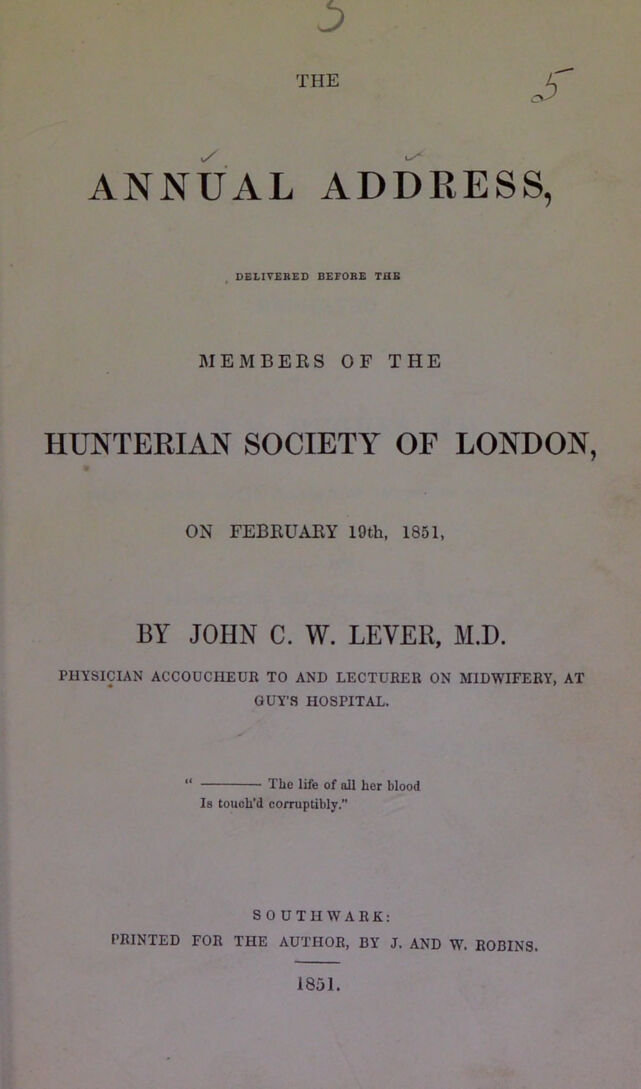 5
THE
5
ANNUAL ADDRESS,
DELIVERED BEFORE THE
MEMBERS OF THE
HUNTERIAN SOCIETY OF LONDON,
ON FEBRUARY 19th, 1851,
BY JOHN C. W. LEVER, M.D.
PHYSICIAN ACCOUCHEUR TO AND LECTURER ON MIDWIFERY, AT
GUY'S HOSPITAL.
“ ——— The life of all her blood
Is touch'd corruptibly.”
SOUTHWARK:
PRINTED FOR THE AUTHOR, BY J. AND W. ROBINS.
1851.